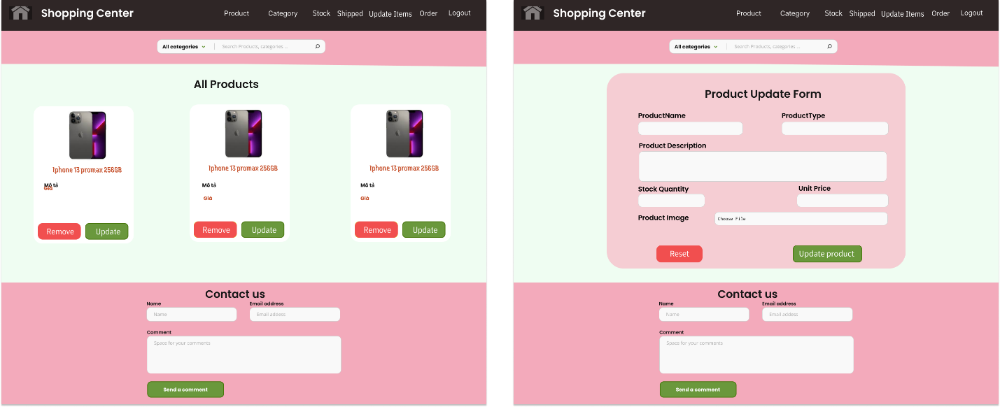 Shopping Center
Product Category Stock Shipped Update Items Order Logout
All categories Search Products, categories ...
All Products
Iphone 13 promax 256GB
Mô tả
Giá
Remove Update
Iphone 13 promax 256GB
Mô tả
Giá
Remove Update
Iphone 13 promax 256GB
Mô tả
Giá
Remove Update
Contact us
Name Email address
Name Email addess
Comment
Space for your comments
Send a comment
Shopping Center
Product Category Stock Shipped Update Items Order Logout
All categories Search Products, categories ...
Product Update Form
ProductName ProductType
Product Description
Stock Quantity Unit Price
Product Image Choose File
Reset Update product
Contact us
Name Email address
Name Email addess
Comment
Space for your comments
Send a comment